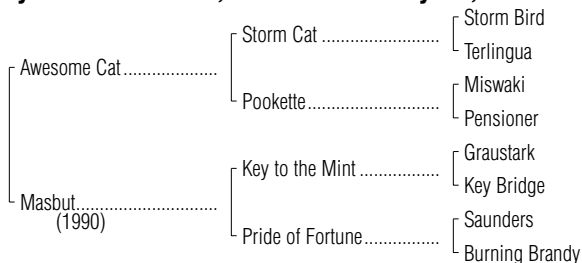 Storm Bird
Storm Cat
Terlingua
Awesome Cat
Miswaki
Pookette
Pensioner
Graustark
Key to the Mint
Key Bridge
Masbut
(1990)
Saunders
Pride of Fortune
Burning Brandy